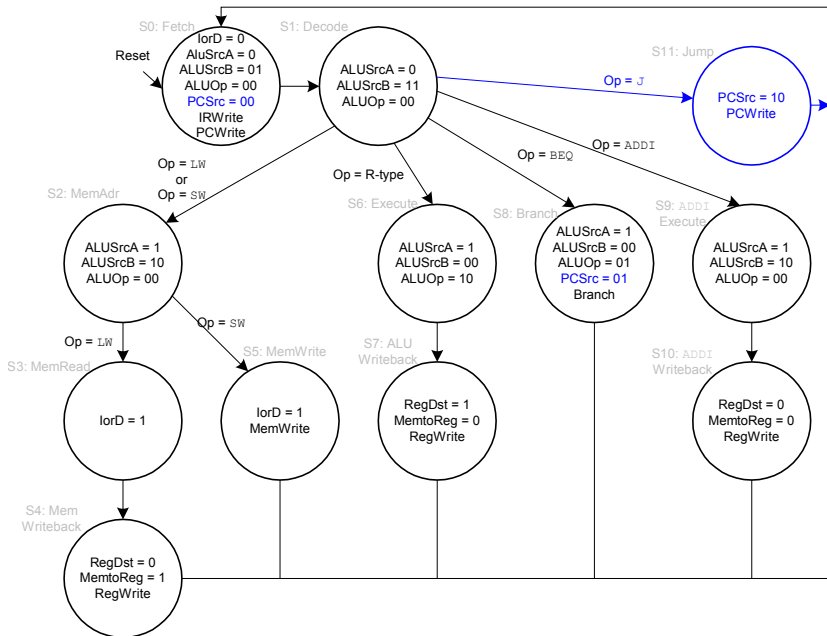 S0: Fetch
IorD = 0
AluSrcA = 0
ALUSrcB = 01
ALUOp = 00
PCSrc = 00
IRWrite
PCWrite
Reset
S1: Decode
ALUSrcA = 0
ALUSrcB = 11
ALUOp = 00
S11: Jump
PCSrc = 10
PCWrite
Op = J
Op = ADDI
Op = BEQ
Op = R-type
Op = LW
or
Op = SW
S2: MemAdr
ALUSrcA = 1
ALUSrcB = 10
ALUOp = 00
S6: Execute
ALUSrcA = 1
ALUSrcB = 00
ALUOp = 10
S8: Branch
ALUSrcA = 1
ALUSrcB = 00
ALUOp = 01
PCSrc = 01
Branch
S9: ADDI
Execute
ALUSrcA = 1
ALUSrcB = 10
ALUOp = 00
Op = LW
Op = SW
S3: MemRead
IorD = 1
S5: MemWrite
IorD = 1
MemWrite
S7: ALU
Writeback
RegDst = 1
MemtoReg = 0
RegWrite
S10: ADDI
Writeback
RegDst = 0
MemtoReg = 0
RegWrite
S4: Mem
Writeback
RegDst = 0
MemtoReg = 1
RegWrite